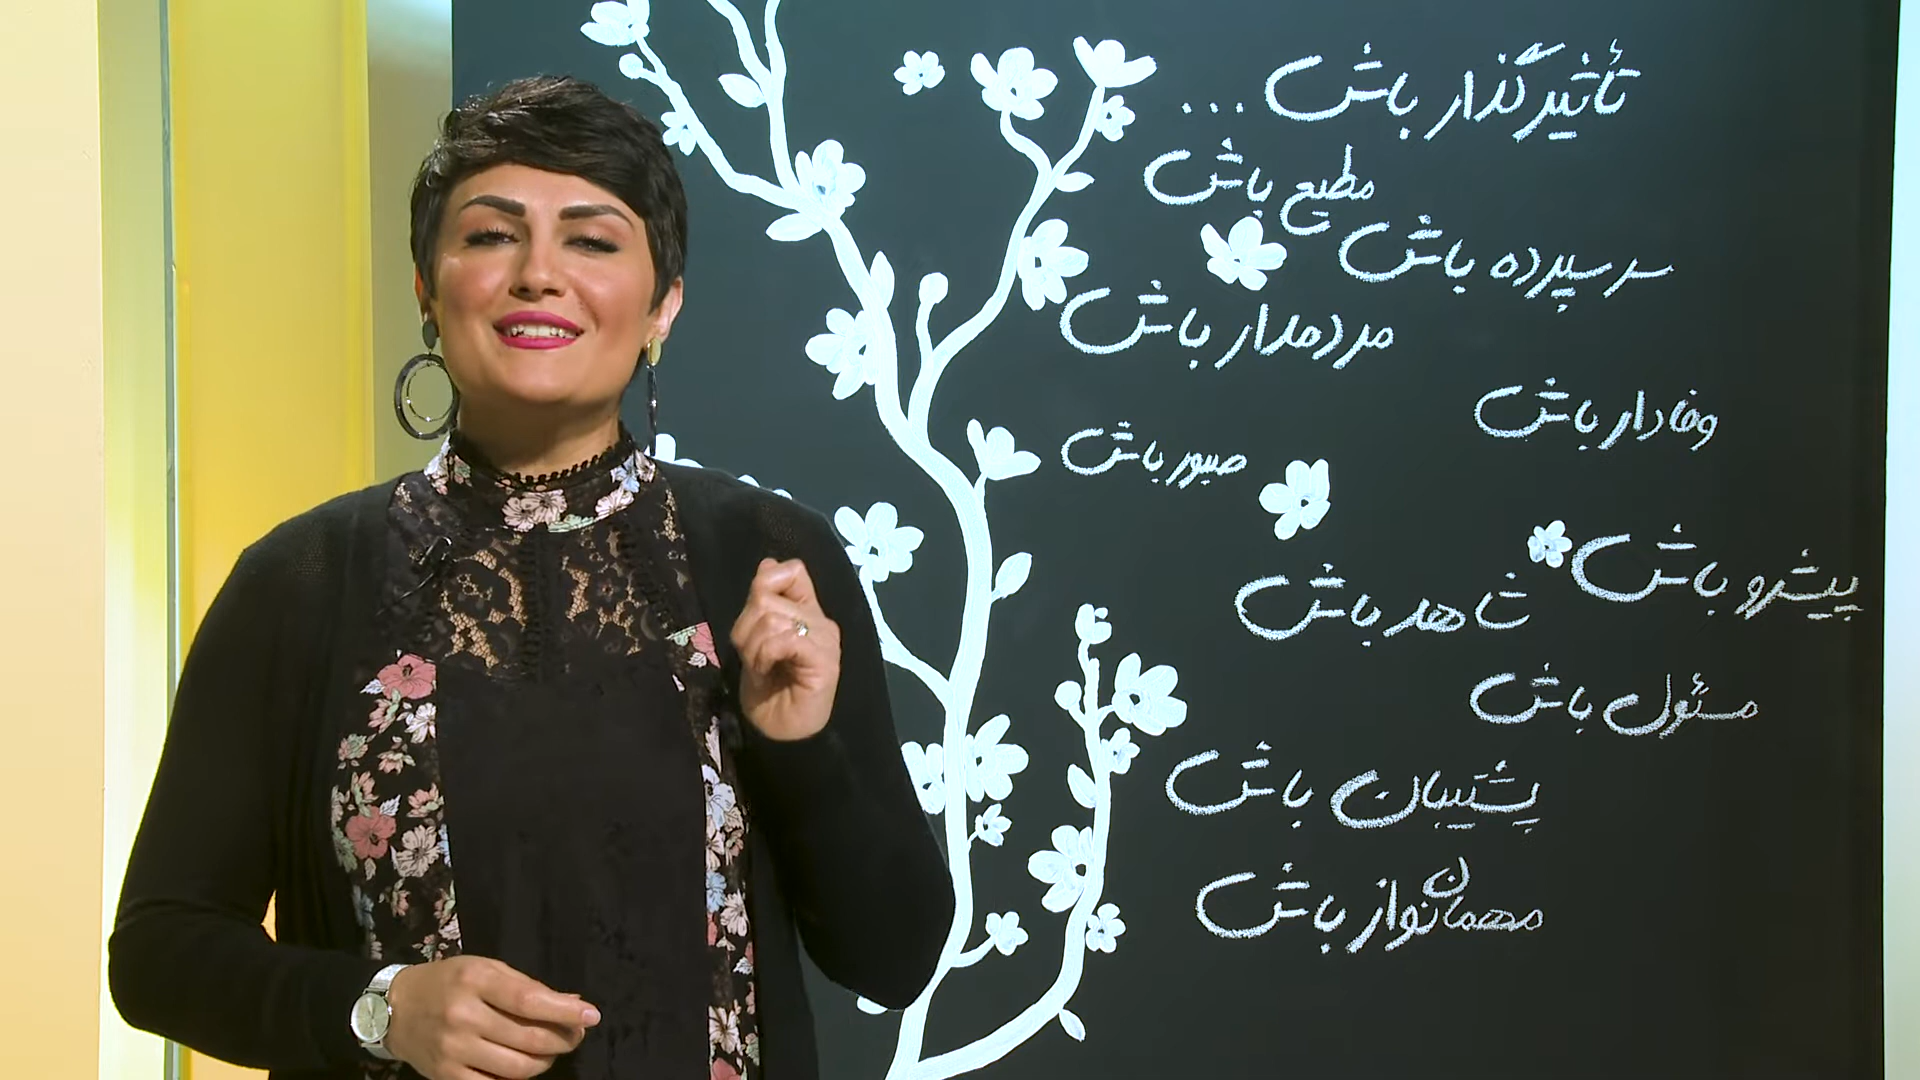 تأثیرگذار باش ...
مطیع باش
سرسپرده باش
مردمدار باش
وفادار باش
صبور باش
پیشرو باش
شاهد باش
مسئول باش
پشتیبان باش
مهمان‌نواز باش